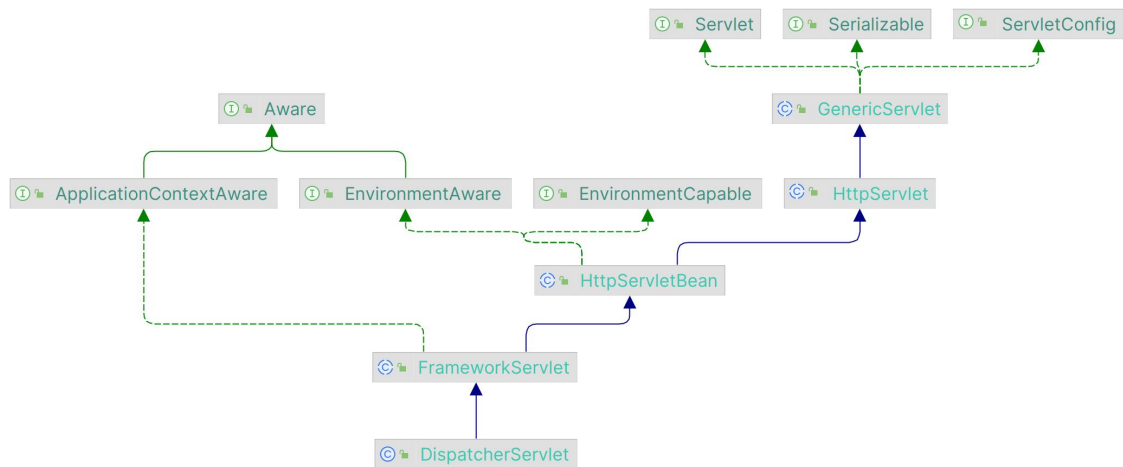 Servlet
Serializable
ServletConfig
Aware
GenericServlet
ApplicationContextAware
EnvironmentAware
EnvironmentCapable
HttpServlet
HttpServletBean
FrameworkServlet
DispatcherServlet